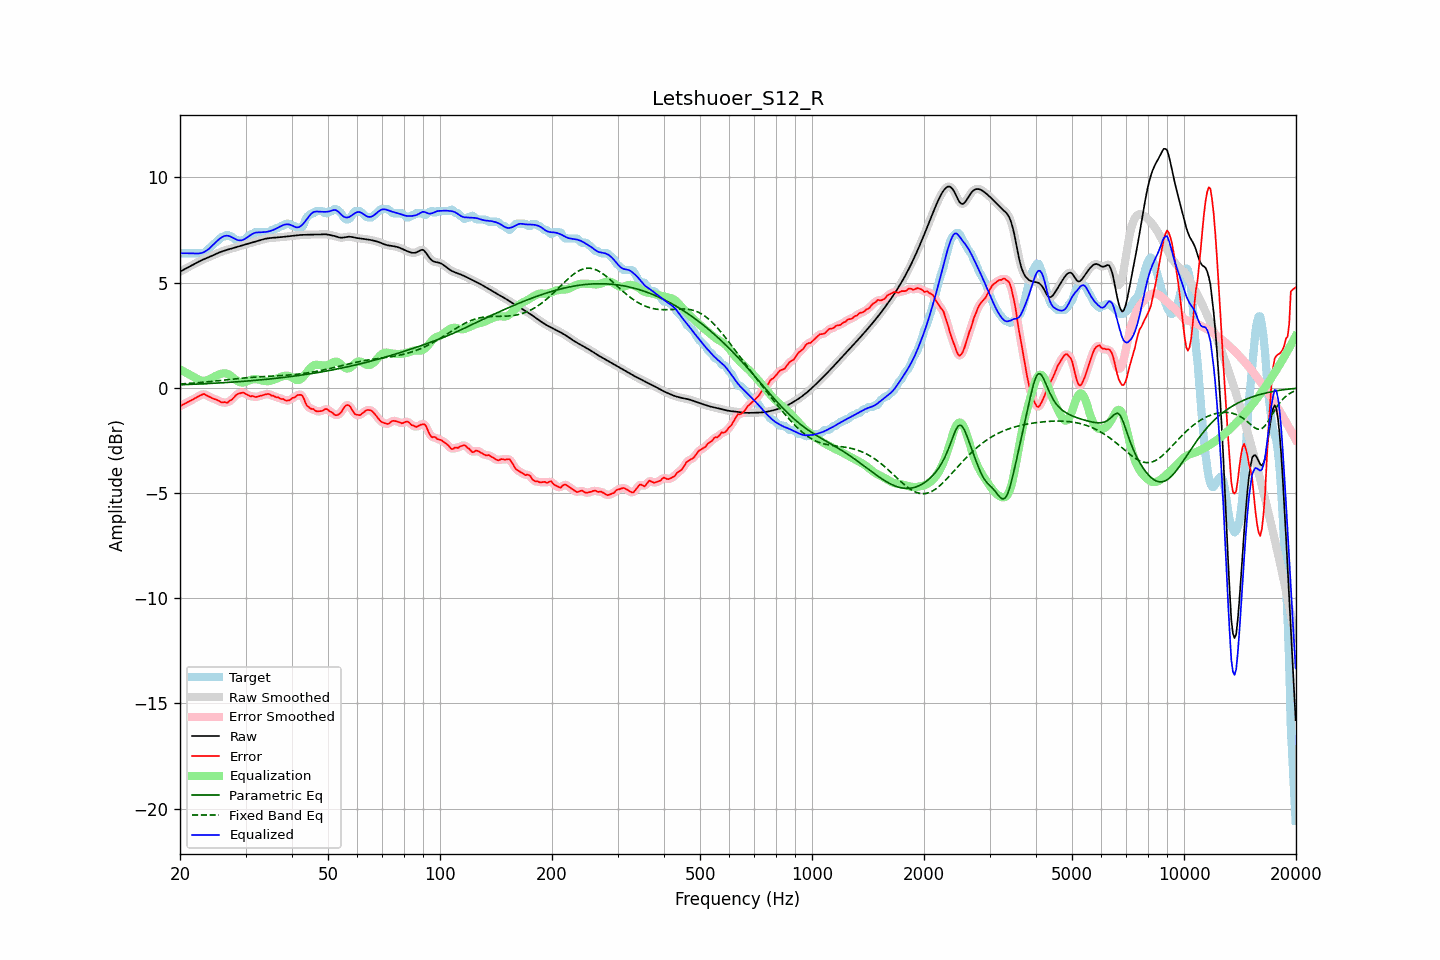 Letshuoer_S12_R
Amplitude (dBr)
10
5
0
−5
−10
−15
−20
Target
Raw Smoothed
Error Smoothed
Raw
Error
Equalization
Parametric Eq
Fixed Band Eq
Equalized
20 50 100 200 500 1000 2000 5000 10000 20000
Frequency (Hz)